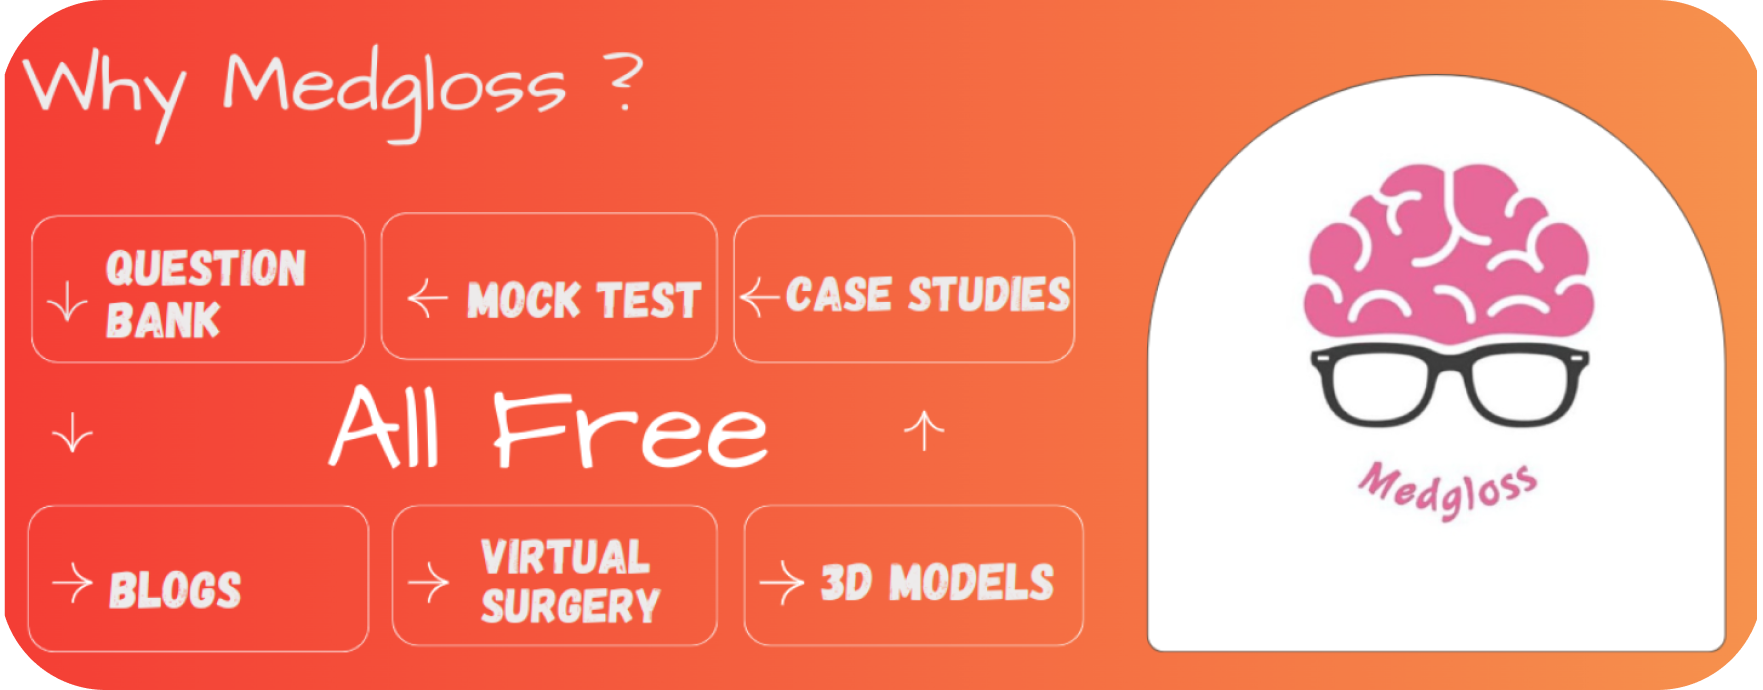 Why Medgloss ?
QUESTION
BANK
MOCK TEST
CASE STUDIES
All Free
BLOGS
VIRTUAL
SURGERY
3D MODELS
Medgloss